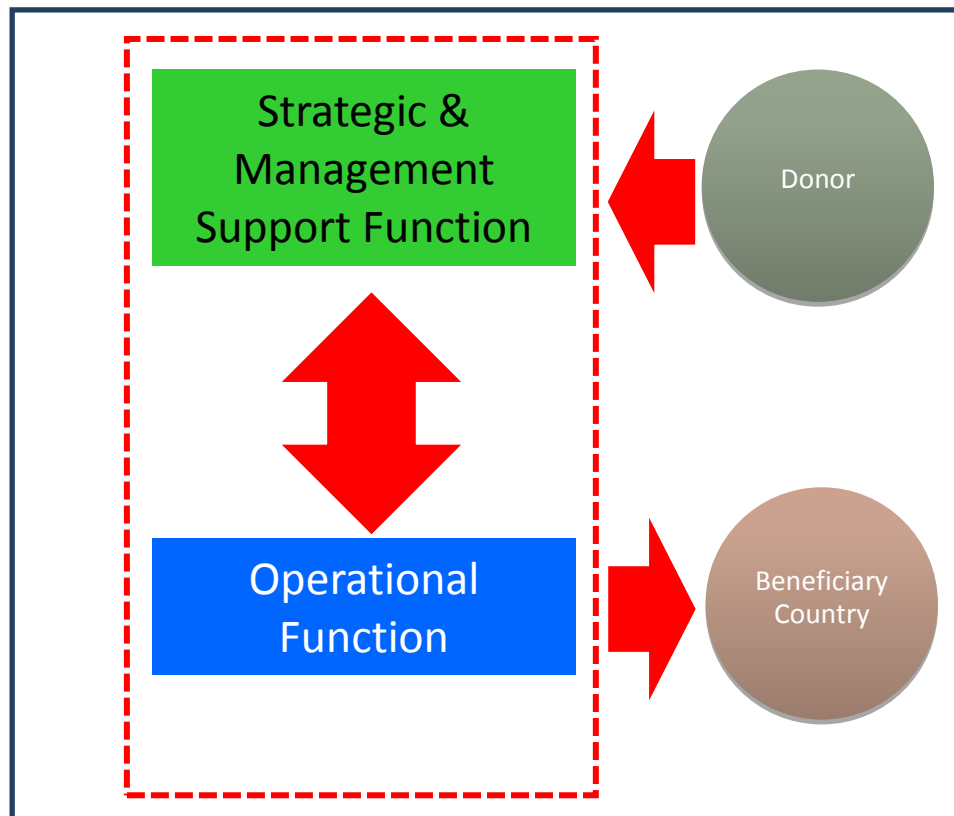 Strategic &
Management
Support Function
Donor
Operational
Function
Beneficiary
Country